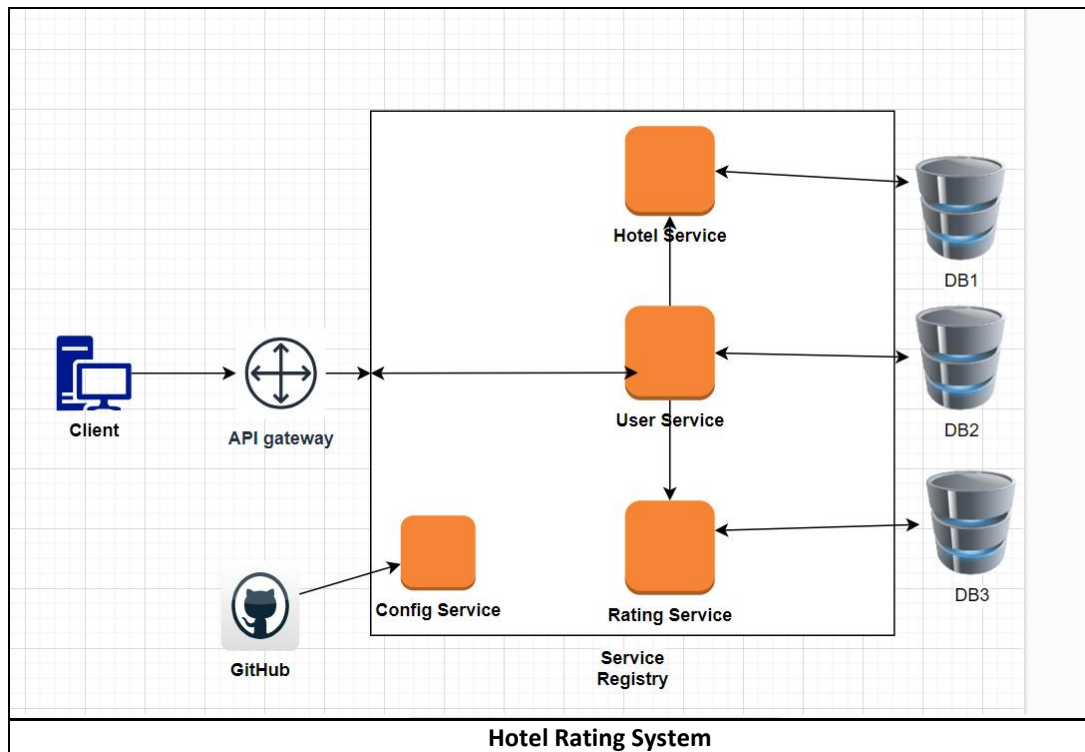 Hotel Service
DB1
Client
API gateway
User Service
DB2
Config Service
Rating Service
DB3
GitHub
Service
Registry
Hotel Rating System